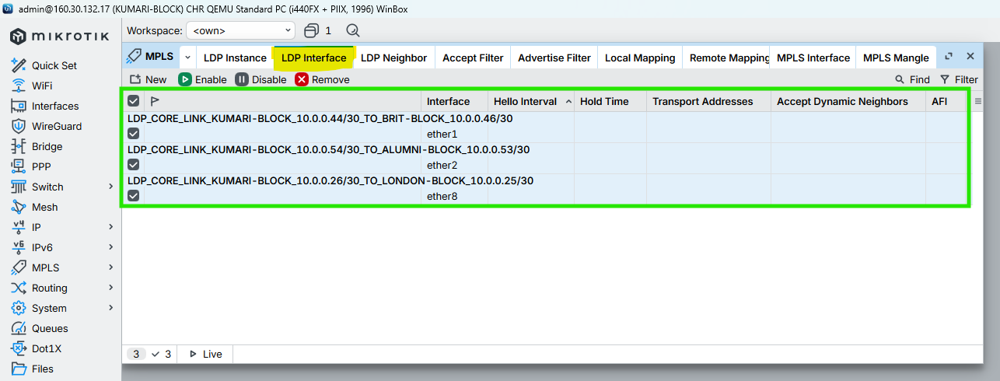 admin@160.30.132.17 (KUMARI-BLOCK) CHR QEMU Standard PC (i440FX + PIIX, 1996) WinBox
mikroTik
Workspace: <own> 1
MPLS LDP Instance LDP Interface LDP Neighbor Accept Filter Advertise Filter Local Mapping Remote Mapping MPLS Interface MPLS Mangle
New Enable Disable Remove Find Filter
Interface Hello Interval Hold Time Transport Addresses Accept Dynamic Neighbors AFI
LDP_CORE_LINK_KUMARI-BLOCK_10.0.0.44/30_TO_BRIT-BLOCK_10.0.0.46/30
ether1
LDP_CORE_LINK_KUMARI-BLOCK_10.0.0.54/30_TO_ALUMNI-BLOCK_10.0.0.53/30
ether2
LDP_CORE_LINK_KUMARI-BLOCK_10.0.0.26/30_TO_LONDON-BLOCK_10.0.0.25/30
ether8
3 3 Live
Quick Set
WiFi
Interfaces
WireGuard
Bridge
PPP
Switch
Mesh
v4 IP
v6 IPv6
MPLS
Routing
System
Queues
Dot1X
Files